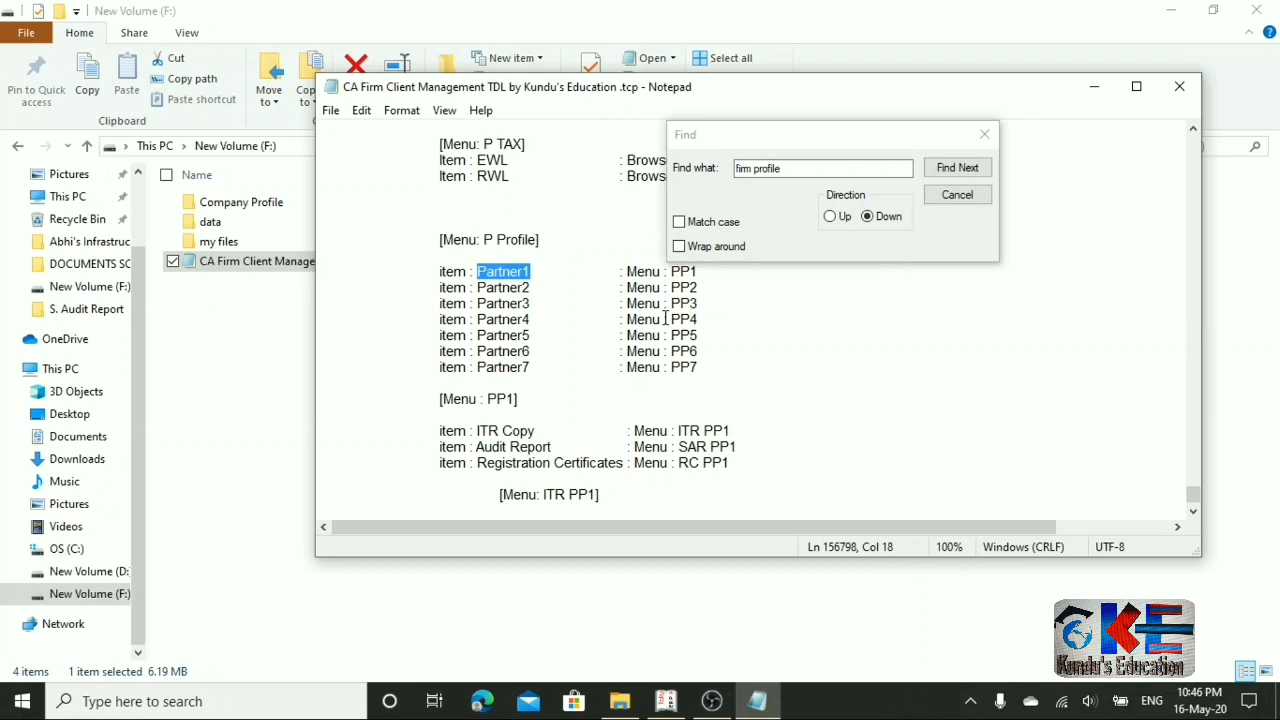 New Volume (F:)
File Home Share View
Pin to Quick access
Copy
Paste
Cut
Copy path
Paste shortcut
Clipboard
Move to
New item
Open
Select all
This PC > New Volume (F:)
Pictures
This PC
Recycle Bin
Abhi's Infrastruc
DOCUMENTS SC
New Volume (F:)
S. Audit Report
OneDrive
This PC
3D Objects
Desktop
Documents
Downloads
Music
Pictures
Videos
OS (C:)
New Volume (D:
New Volume (F:)
Network
Name
Company Profile
data
my files
CA Firm Client Manage
4 items 1 item selected 6.19 MB
CA Firm Client Management TDL by Kundu's Education .tcp - Notepad
File Edit Format View Help
[Menu: P TAX]
Item : EWL : Brows
Item : RWL : Brows
[Menu: P Profile]
item : Partner1 : Menu : PP1
item : Partner2 : Menu : PP2
item : Partner3 : Menu : PP3
item : Partner4 : Menu : PP4
item : Partner5 : Menu : PP5
item : Partner6 : Menu : PP6
item : Partner7 : Menu : PP7
[Menu : PP1]
item : ITR Copy : Menu : ITR PP1
item : Audit Report : Menu : SAR PP1
item : Registration Certificates : Menu : RC PP1
[Menu: ITR PP1]
Ln 156798, Col 18 100% Windows (CRLF) UTF-8
Find
Find what: firm profile Find Next
Direction Cancel
Up Down
Match case
Wrap around
KE
Kundu's Education
Type here to search
ENG
10:46 PM
16-May-20